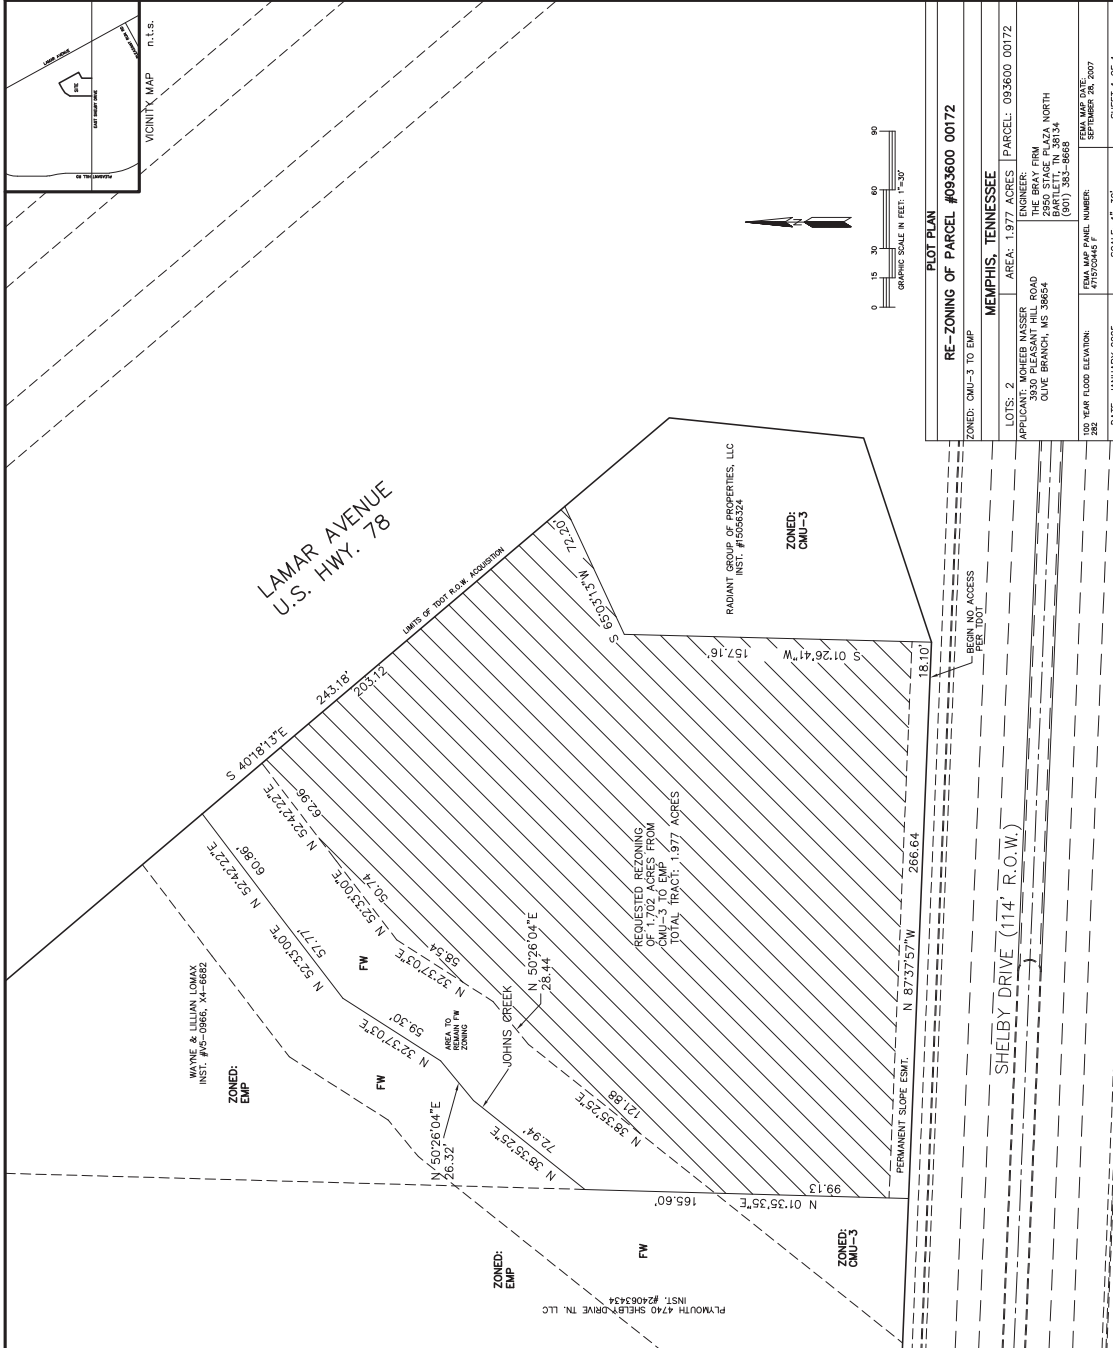 VICINITY MAP n.t.s.
LAMAR AVENUE
SITE
EAST SHELBY DRIVE
PLEASANT HILL RD
LAMAR AVENUE
U.S. HWY. 78
LIMITS OF TDOT R.O.W. ACQUISITION
S 40°18'13"E
243.18'
203.12
S 65°03'13"W 72.20'
157.16' S 01°26'41"W
18.10'
BEGIN NO ACCESS
PER TDOT
RADIANT GROUP OF PROPERTIES, LLC
INST. #15056324
ZONED:
CMU-3
N 52°42'22"E
60.86'
N 52°33'00"E
57.77'
N 32°37'03"E
59.30'
N 50°26'04"E
26.32'
N 38°35'25"E
72.94'
N 52°42'22"E
62.96
N 52°33'00"E
50.74
N 32°37'03"E
58.54
N 50°26'04"E
28.44
N 38°35'25"E
121.88
JOHNS CREEK
FW
FW
AREA TO
REMAIN FW
ZONING
WAYNE & LILLIAN LOMAX
INST. #V5-0966, X4-6682
ZONED:
EMP
REQUESTED REZONING
OF 1.702 ACRES FROM
CMU-3 TO EMP
TOTAL TRACT: 1.977 ACRES
165.60'
N 01°35'35"E
99.13
ZONED:
EMP
FW
ZONED:
CMU-3
PLYMOUTH 4740 SHELBY DRIVE TN. LLC
INST. #24063434
PERMANENT SLOPE ESMT.
N 87°37'57"W 266.64
SHELBY DRIVE (114' R.O.W.)
N
0 15 30 60 90
GRAPHIC SCALE IN FEET: 1"=30'
PLOT PLAN
RE-ZONING OF PARCEL #093600 00172
ZONED: CMU-3 TO EMP
MEMPHIS, TENNESSEE
LOTS: 2
AREA: 1.977 ACRES
PARCEL: 093600 00172
APPLICANT: MOHEEB NASSER
3930 PLEASANT HILL ROAD
OLIVE BRANCH, MS 38654
ENGINEER:
THE BRAY FIRM
2950 STAGE PLAZA NORTH
BARTLETT, TN 38134
(901) 383-8668
100 YEAR FLOOD ELEVATION:
282
FEMA MAP PANEL NUMBER:
47157C0445 F
FEMA MAP DATE:
SEPTEMBER 28, 2007